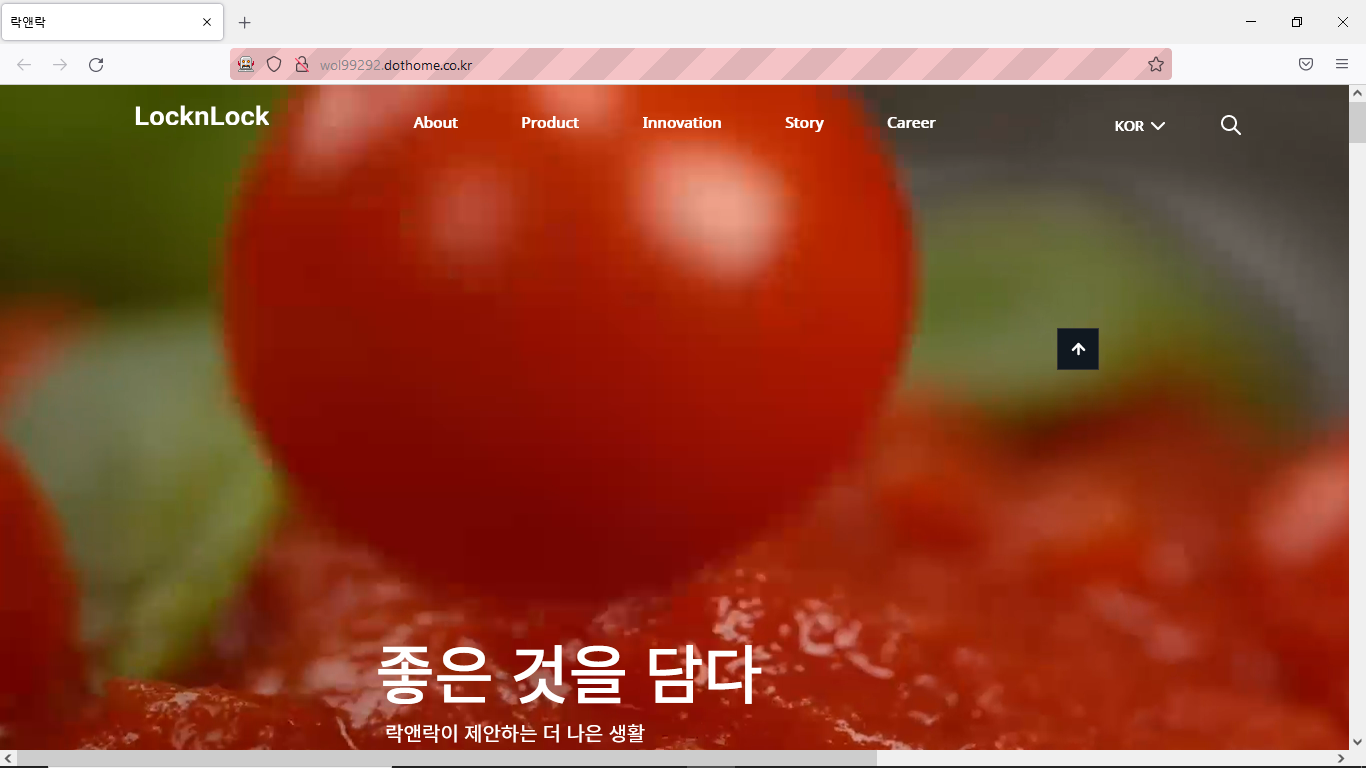 락앤락
wol99292.dothome.co.kr
LocknLock
About Product Innovation Story Career KOR
좋은 것을 담다
락앤락이 제안하는 더 나은 생활